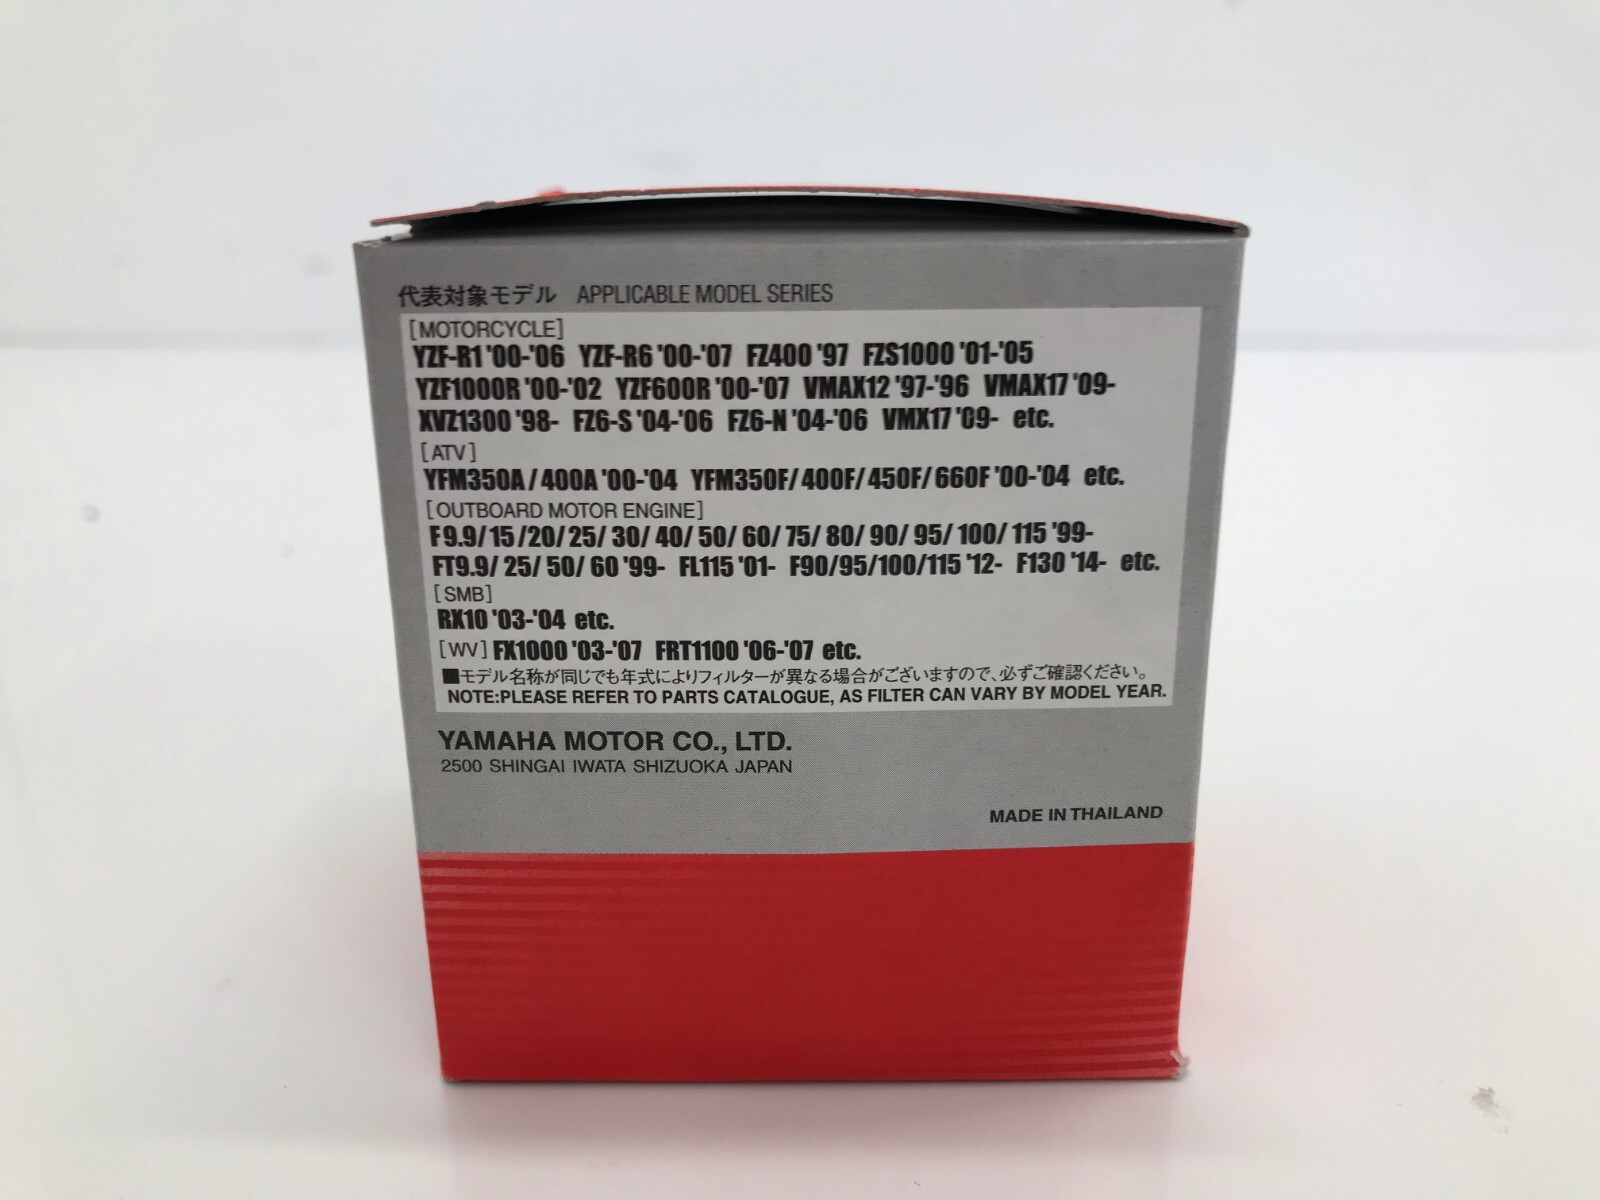 代表対象モデル APPLICABLE MODEL SERIES
[MOTORCYCLE]
YZF-R1 '00-'06 YZF-R6 '00-'07 FZ400 '97 FZS1000 '01-'05
YZF1000R '00-'02 YZF600R '00-'07 VMAX12 '97-'96 VMAX17 '09-
XVZ1300 '98- FZ6-S '04-'06 FZ6-N '04-'06 VMX17 '09- etc.
[ATV]
YFM350A/400A '00-'04 YFM350F/400F/450F/660F '00-'04 etc.
[OUTBOARD MOTOR ENGINE]
F9.9/15/20/25/30/40/50/60/75/80/90/95/100/115 '99-
FT9.9/25/50/60 '99- FL115 '01- F90/95/100/115 '12- F130 '14- etc.
[SMB]
RX10 '03-'04 etc.
[WV] FX1000 '03-'07 FRT1100 '06-'07 etc.
■モデル名称が同じでも年式によりフィルターが異なる場合がございますので、必ずご確認ください。
NOTE:PLEASE REFER TO PARTS CATALOGUE, AS FILTER CAN VARY BY MODEL YEAR.
YAMAHA MOTOR CO., LTD.
2500 SHINGAI IWATA SHIZUOKA JAPAN
MADE IN THAILAND